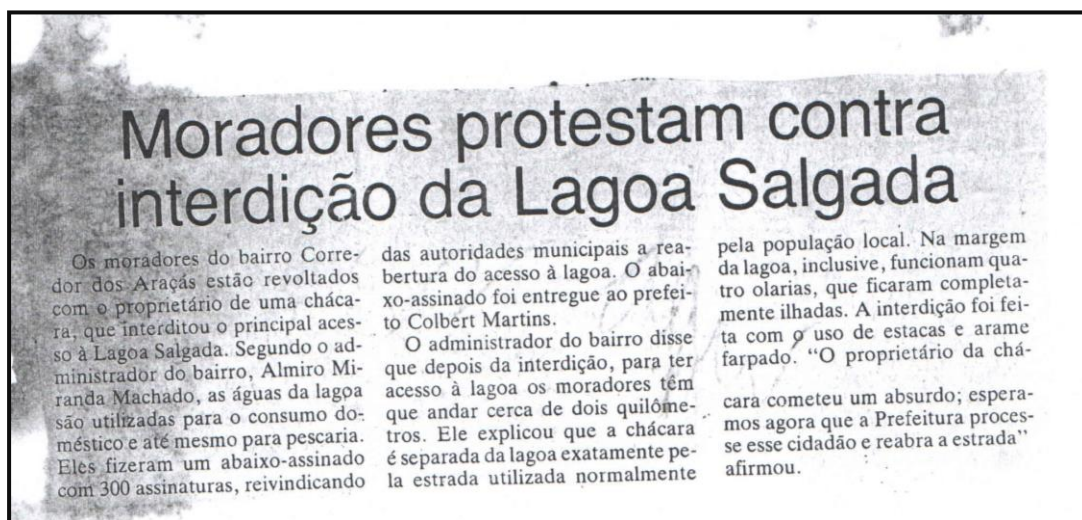 Moradores protestam contra
interdição da Lagoa Salgada
Os moradores do bairro Corre-
dor dos Araçás estão revoltados
com o proprietário de uma cháca-
ra, que interditou o principal aces-
so à Lagoa Salgada. Segundo o ad-
ministrador do bairro, Almiro Mi-
randa Machado, as águas da lagoa
são utilizadas para o consumo do-
méstico e até mesmo para pescaria.
Eles fizeram um abaixo-assinado
com 300 assinaturas, reivindicando
das autoridades municipais a rea-
bertura do acesso à lagoa. O abai-
xo-assinado foi entregue ao prefei-
to Colbert Martins.
O administrador do bairro disse
que depois da interdição, para ter
acesso à lagoa os moradores têm
que andar cerca de dois quilôme-
tros. Ele explicou que a chácara
é separada da lagoa exatamente pe-
la estrada utilizada normalmente
pela população local. Na margem
da lagoa, inclusive, funcionam qua-
tro olarias, que ficaram completa-
mente ilhadas. A interdição foi fei-
ta com o uso de estacas e arame
farpado. “O proprietário da chá-
cara cometeu um absurdo; espera-
mos agora que a Prefeitura proces-
se esse cidadão e reabra a estrada”
afirmou.